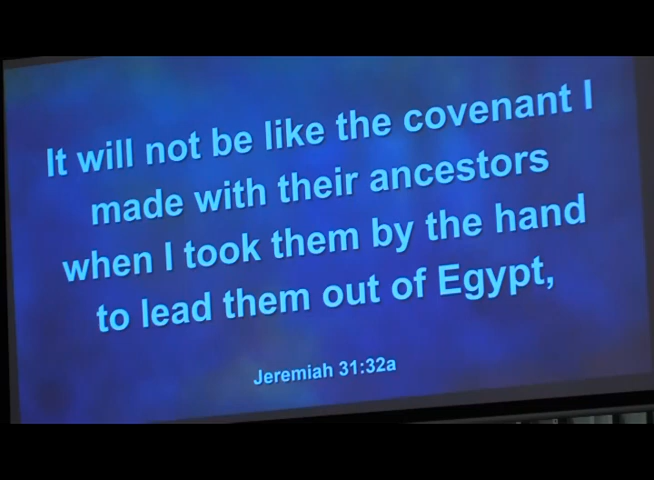 It will not be like the covenant I
made with their ancestors
when I took them by the hand
to lead them out of Egypt,
Jeremiah 31:32a